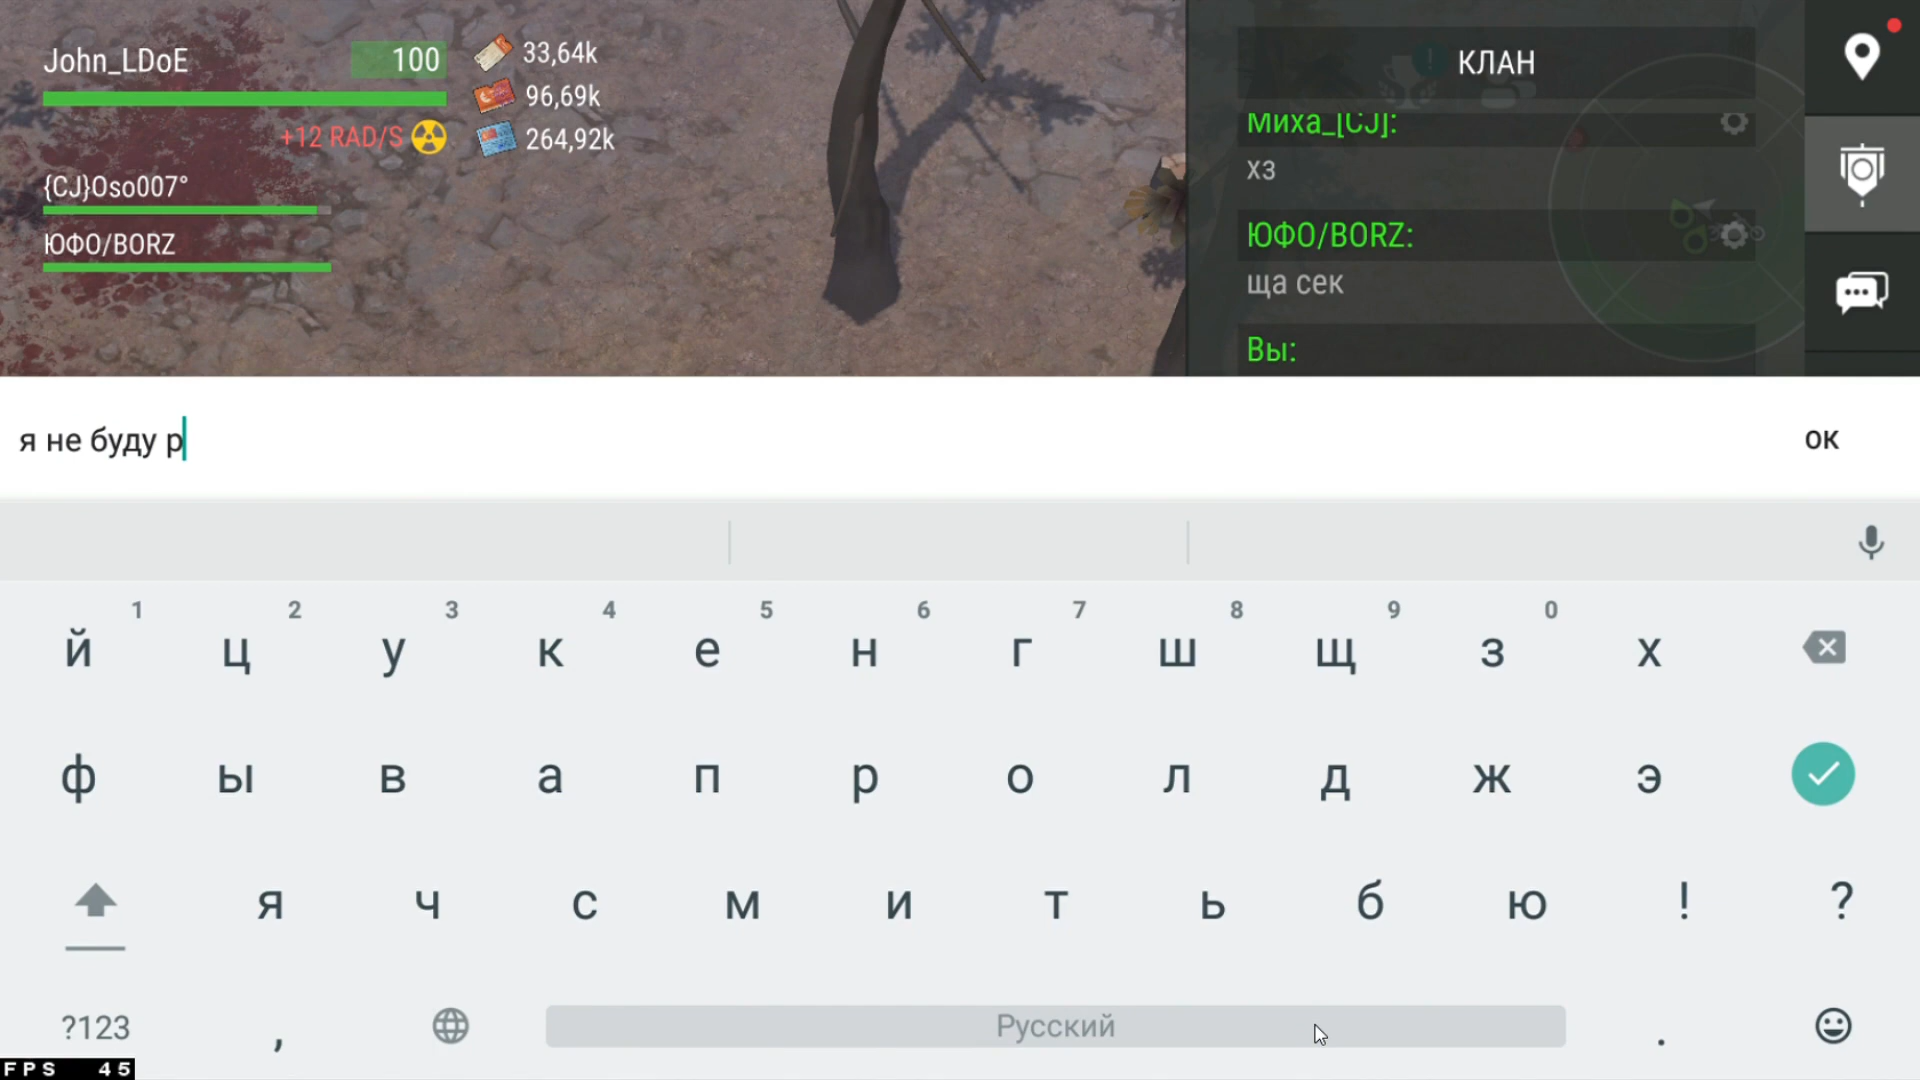 John_LDoE
100
33,64k
96,69k
+12 RAD/S
264,92k
{CJ}Oso007°
ЮФО/BORZ
КЛАН
Миха_[CJ]:
хз
ЮФО/BORZ:
ща сек
Вы:
я не буду р
ОК
1 2 3 4 5 6 7 8 9 0
й ц у к е н г ш щ з х
ф ы в а п р о л д ж э
я ч с м и т ь б ю ! ?
?123 , Русский .
FPS 45